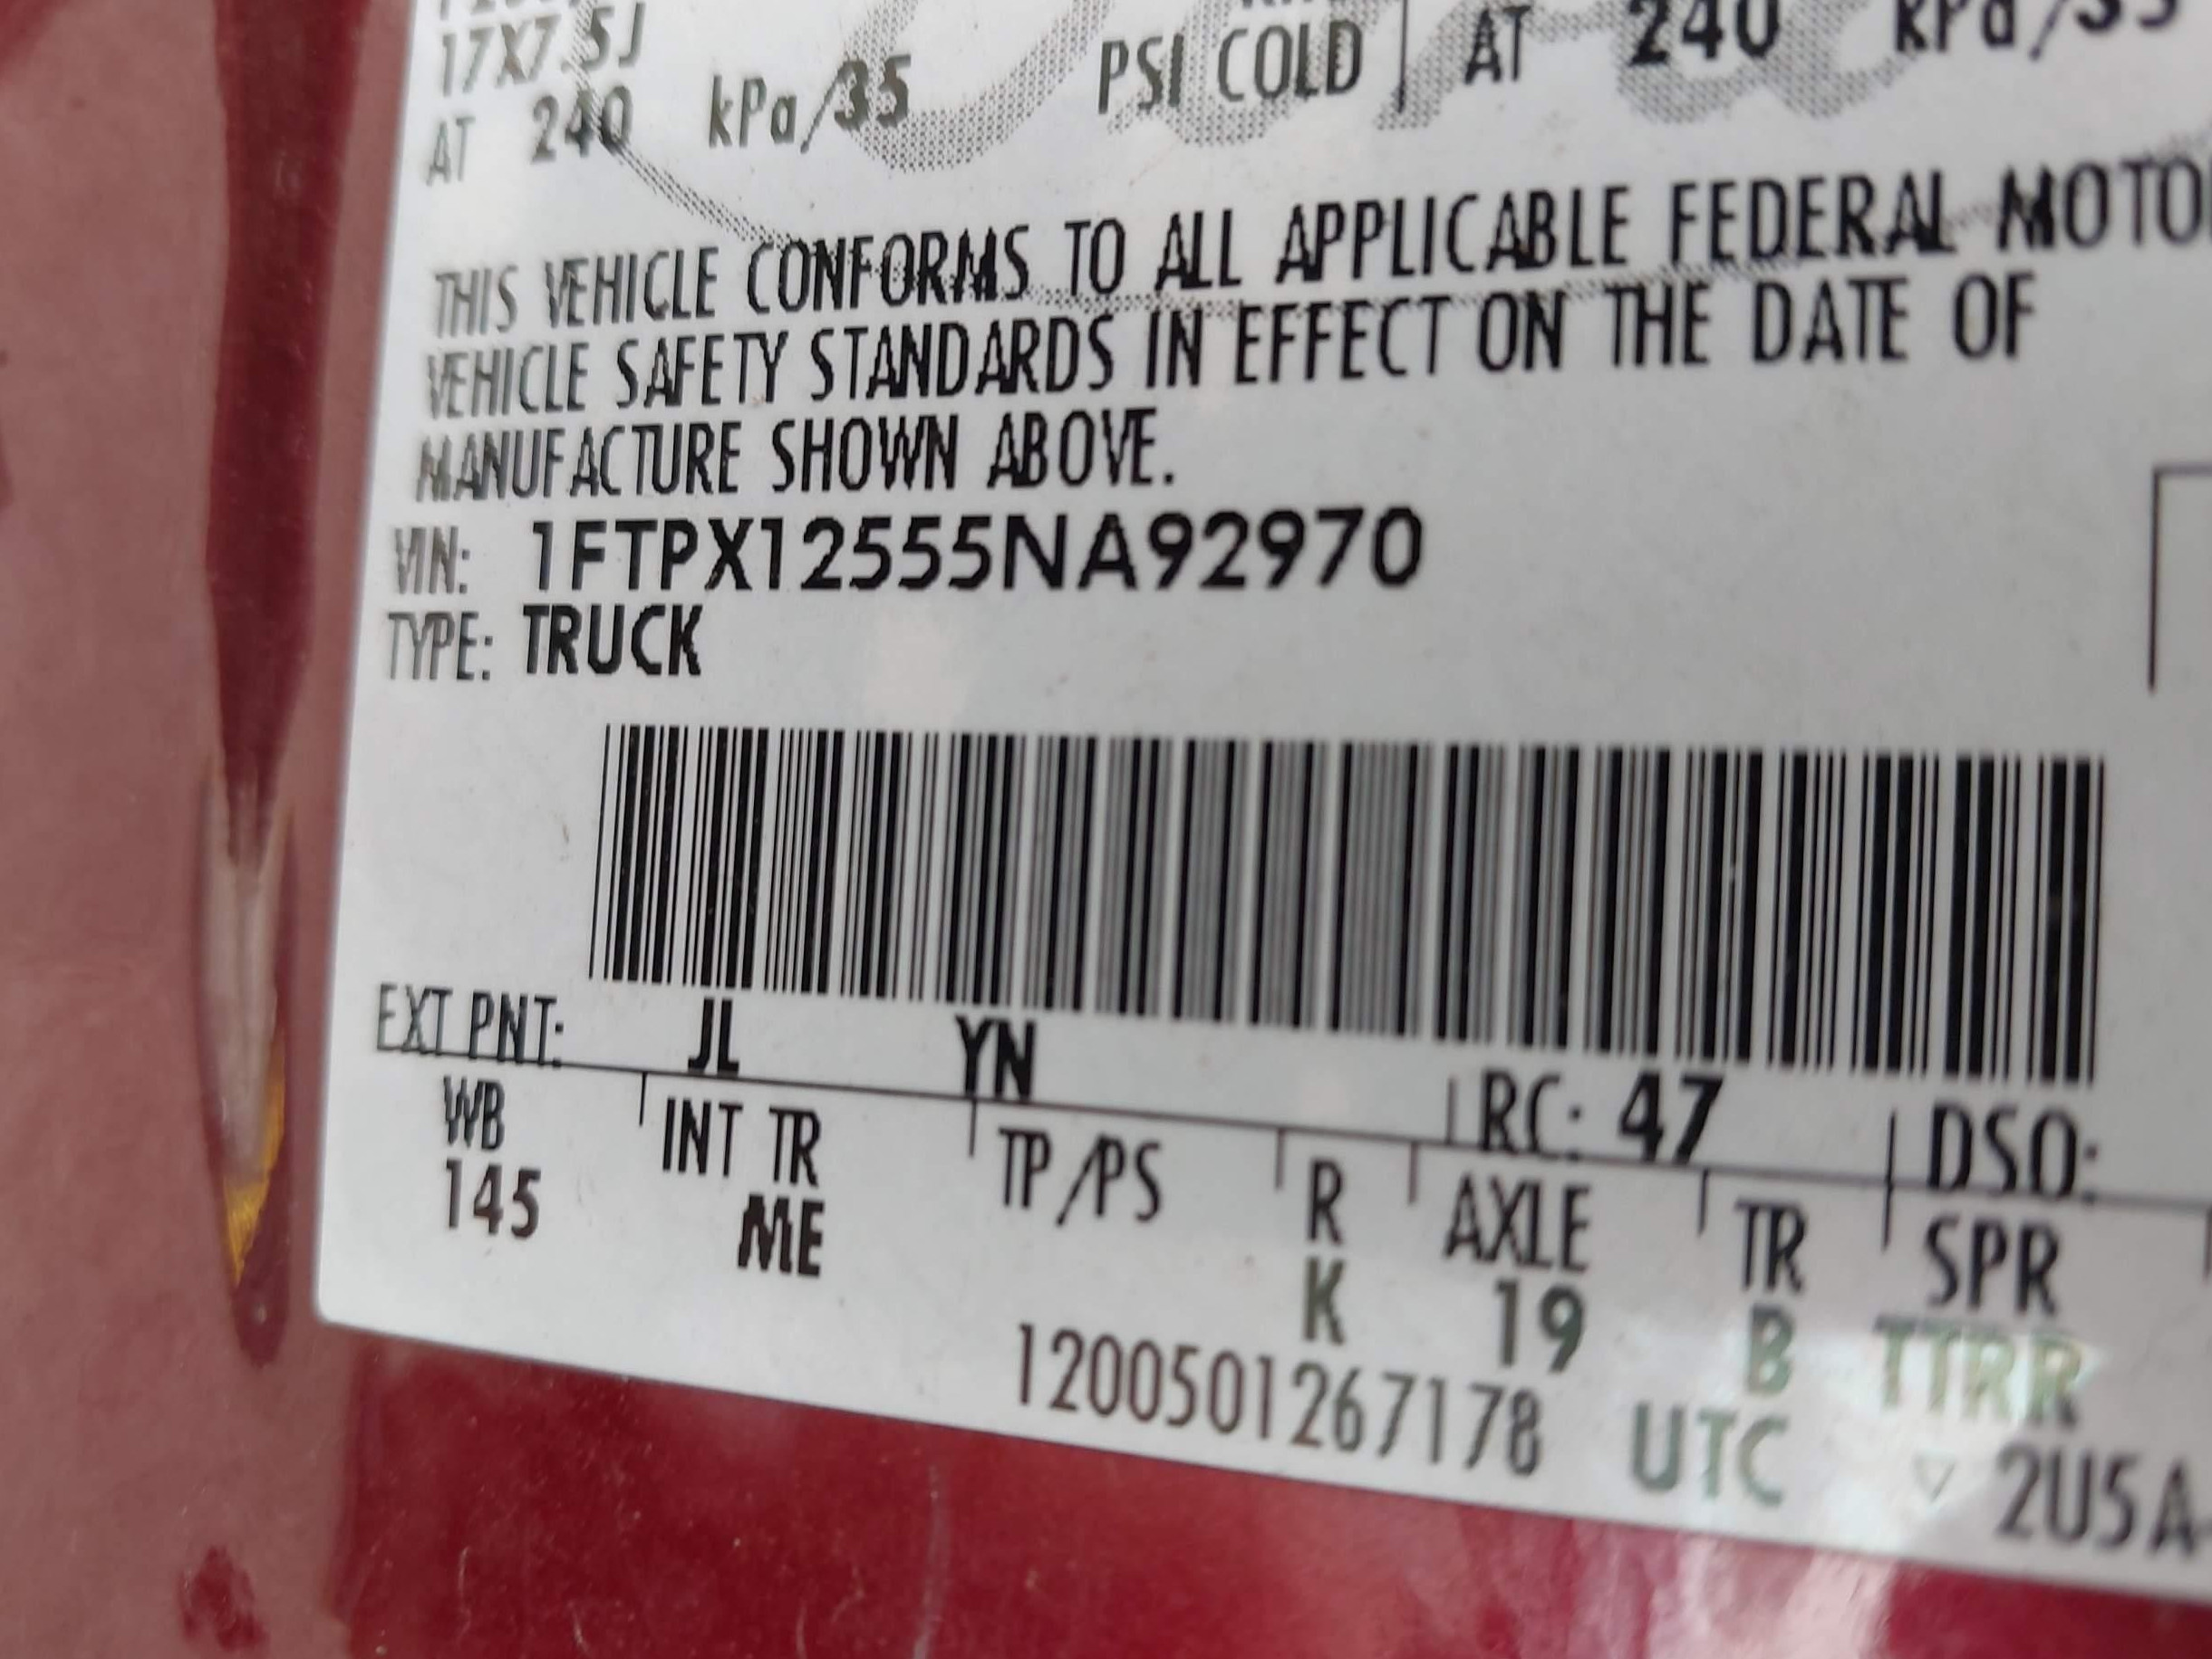 17X7.5J
AT 240 kPa/35 PSI COLD AT 240 kPa/35
THIS VEHICLE CONFORMS TO ALL APPLICABLE FEDERAL MOTO
VEHICLE SAFETY STANDARDS IN EFFECT ON THE DATE OF
MANUFACTURE SHOWN ABOVE.
VIN: 1FTPX12555NA92970
TYPE: TRUCK
EXT PNT: JL YN RC: 47 DSO:
WB INT TR TP/PS R AXLE TR SPR
145 ME K 19 B TTRR
1200501267178 UTC ▽ 2U5A